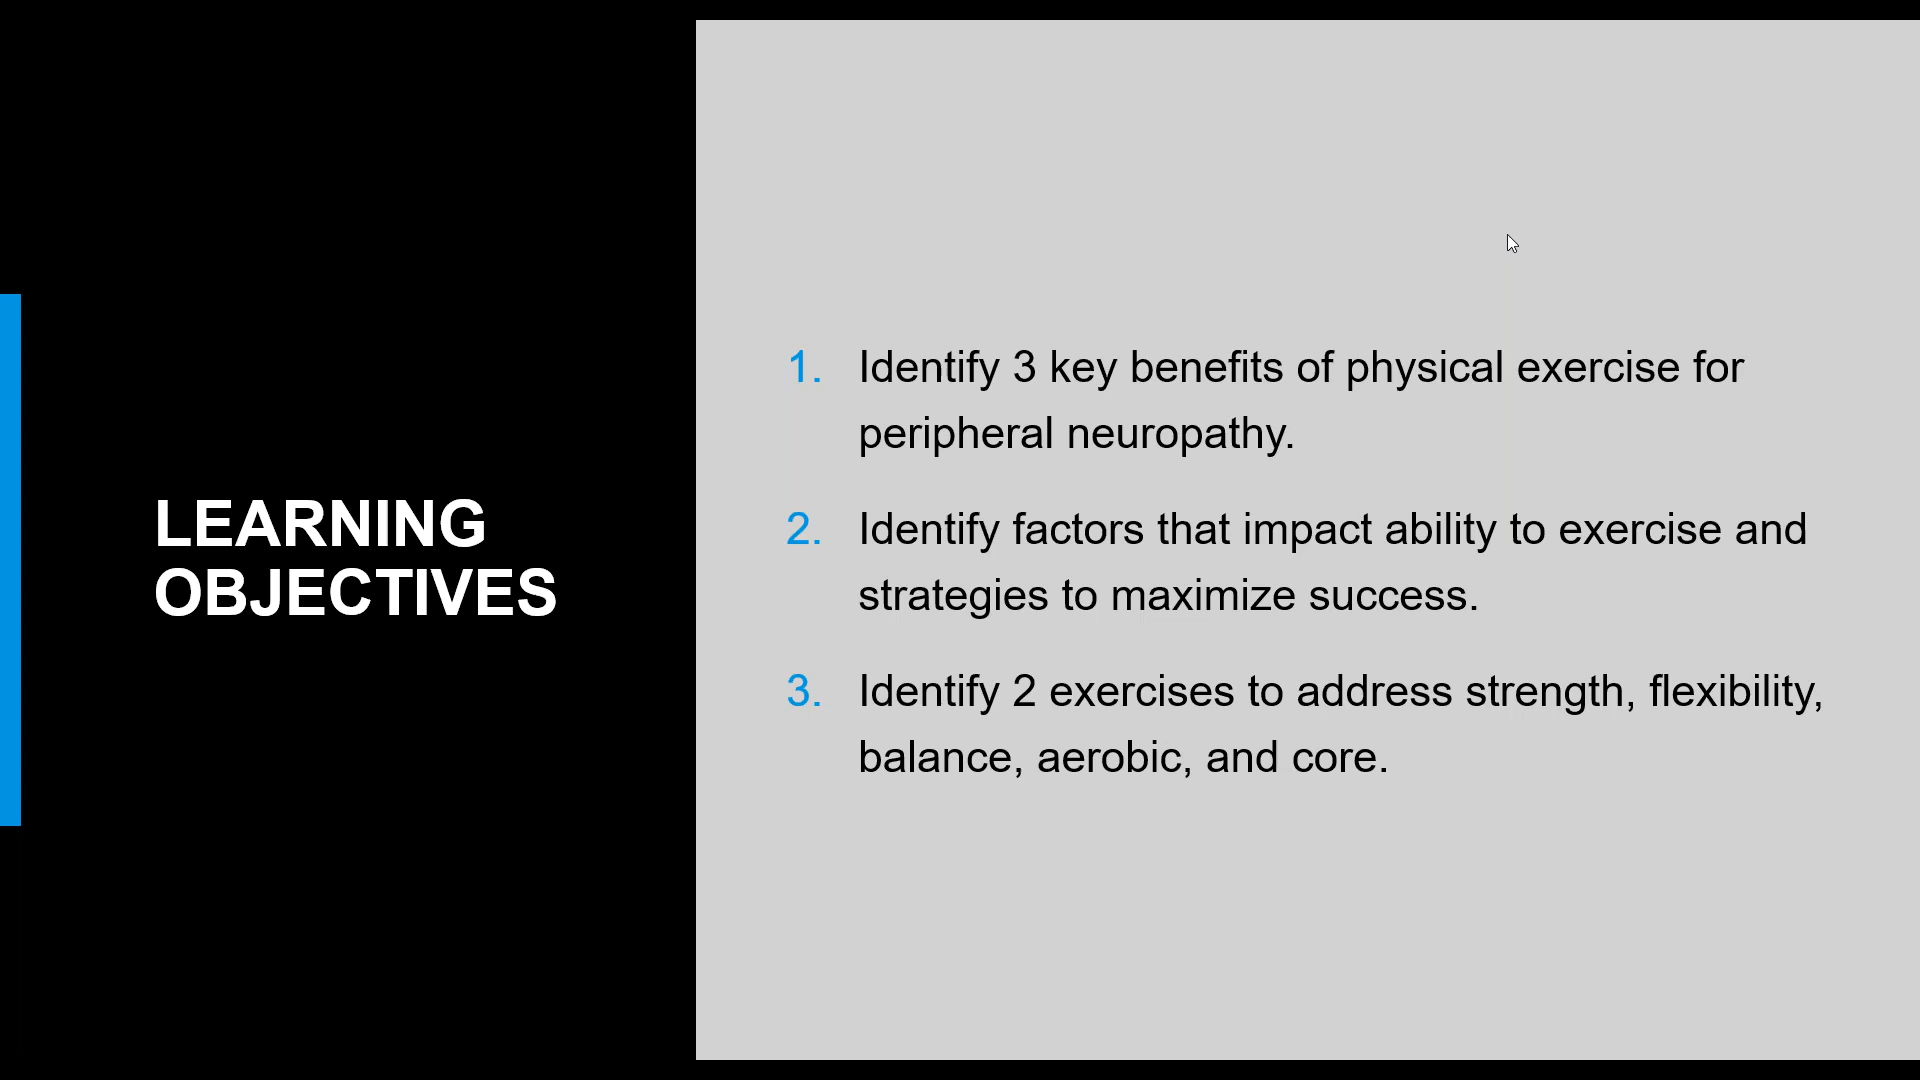 LEARNING
OBJECTIVES
1. Identify 3 key benefits of physical exercise for
peripheral neuropathy.
2. Identify factors that impact ability to exercise and
strategies to maximize success.
3. Identify 2 exercises to address strength, flexibility,
balance, aerobic, and core.